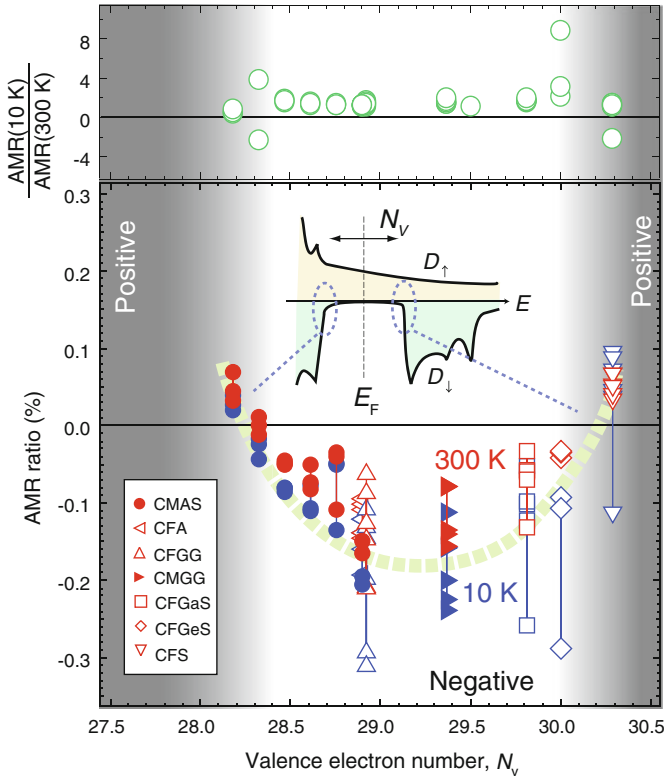 AMR(10 K)
AMR(300 K)
8
4
0
-4
0.3
0.2
0.1
0.0
-0.1
-0.2
-0.3
AMR ratio (%)
Positive
Positive
N_V
D↑
E
D↓
E_F
300 K
10 K
Negative
CMAS
CFA
CFGG
CMGG
CFGaS
CFGeS
CFS
27.5 28.0 28.5 29.0 29.5 30.0 30.5
Valence electron number, N_v